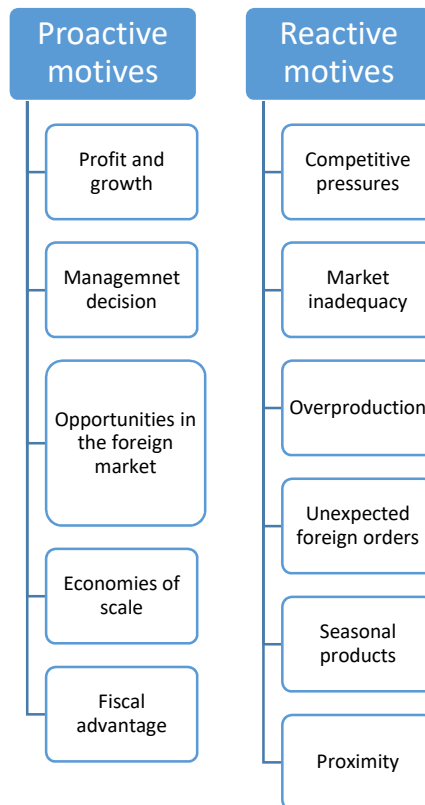 Proactive
motives
Profit and
growth
Managemnet
decision
Opportunities in
the foreign
market
Economies of
scale
Fiscal
advantage
Reactive
motives
Competitive
pressures
Market
inadequacy
Overproduction
Unexpected
foreign orders
Seasonal
products
Proximity